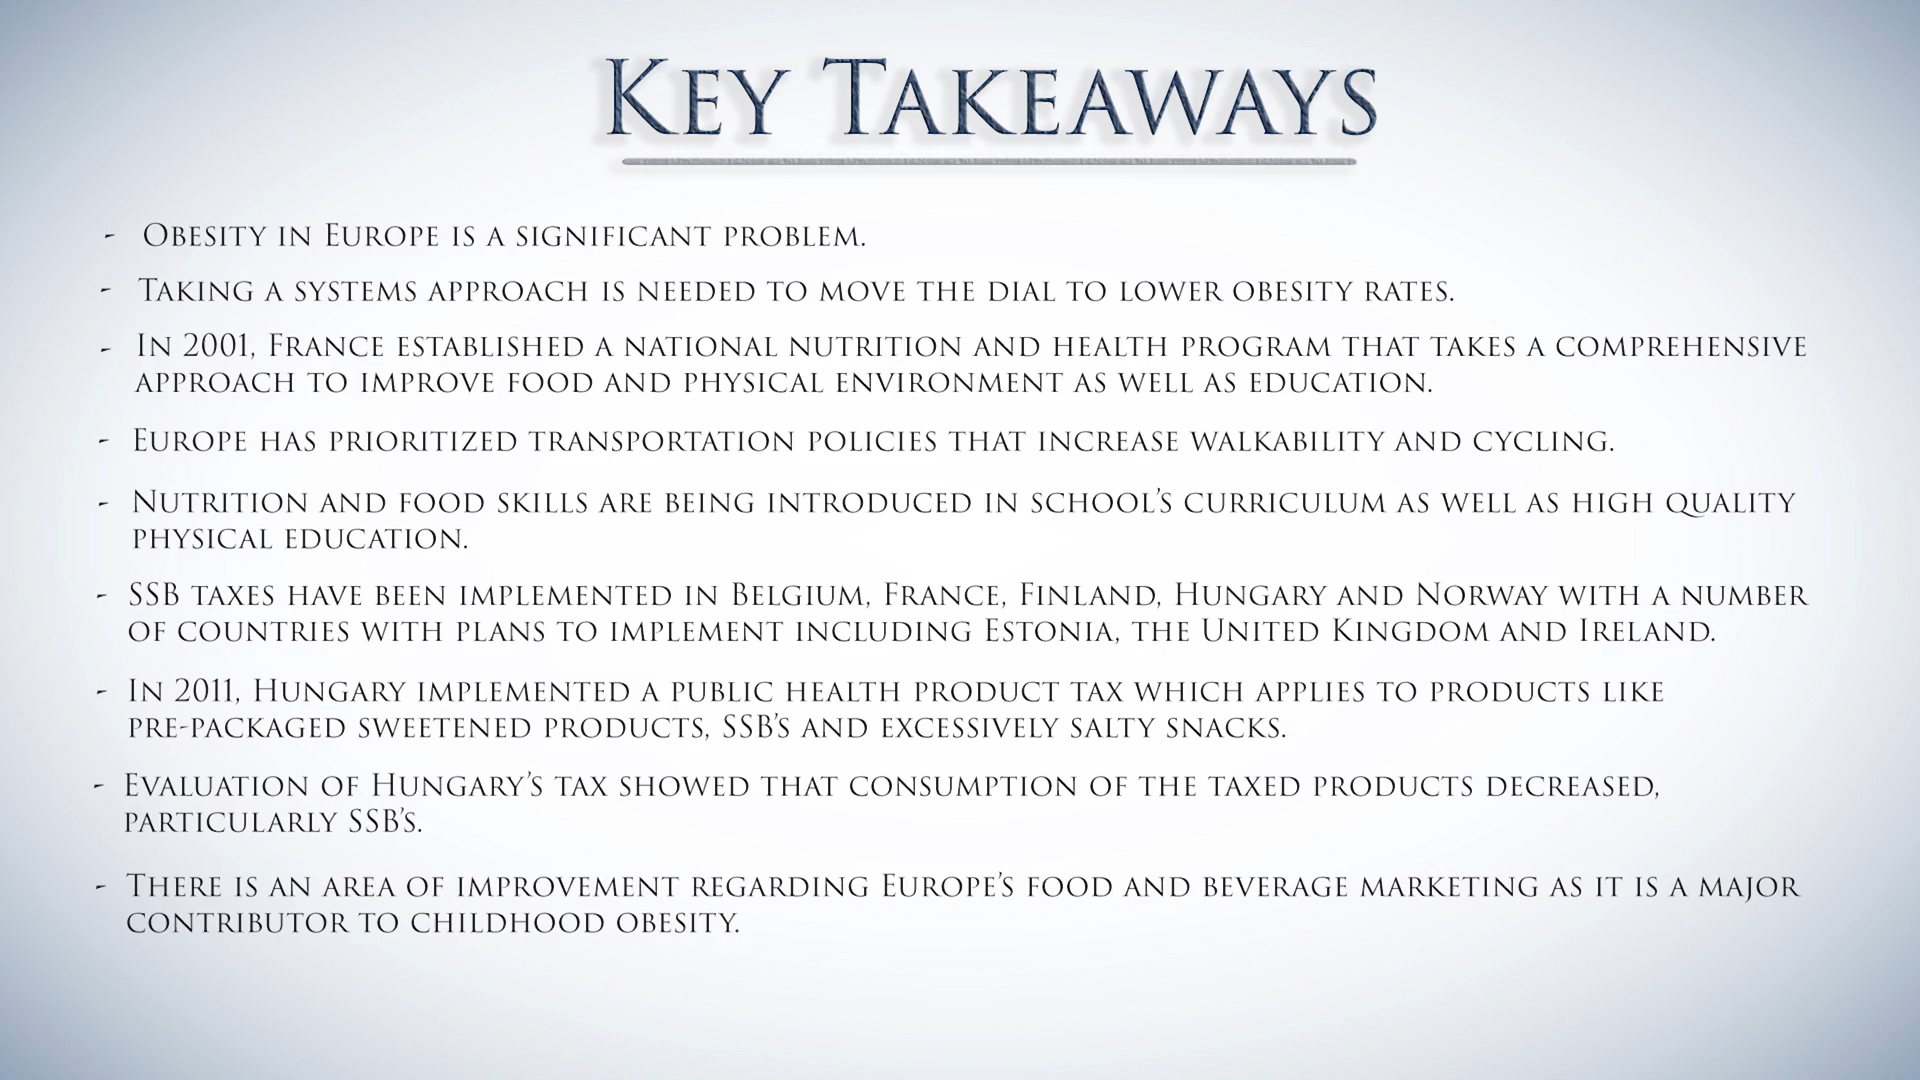 Key Takeaways
- Obesity in Europe is a significant problem.
- Taking a systems approach is needed to move the dial to lower obesity rates.
- In 2001, France established a national nutrition and health program that takes a comprehensive
approach to improve food and physical environment as well as education.
- Europe has prioritized transportation policies that increase walkability and cycling.
- Nutrition and food skills are being introduced in school's curriculum as well as high quality
physical education.
- SSB taxes have been implemented in Belgium, France, Finland, Hungary and Norway with a number
of countries with plans to implement including Estonia, the United Kingdom and Ireland.
- In 2011, Hungary implemented a public health product tax which applies to products like
pre-packaged sweetened products, SSB's and excessively salty snacks.
- Evaluation of Hungary's tax showed that consumption of the taxed products decreased,
particularly SSB's.
- There is an area of improvement regarding Europe's food and beverage marketing as it is a major
contributor to childhood obesity.